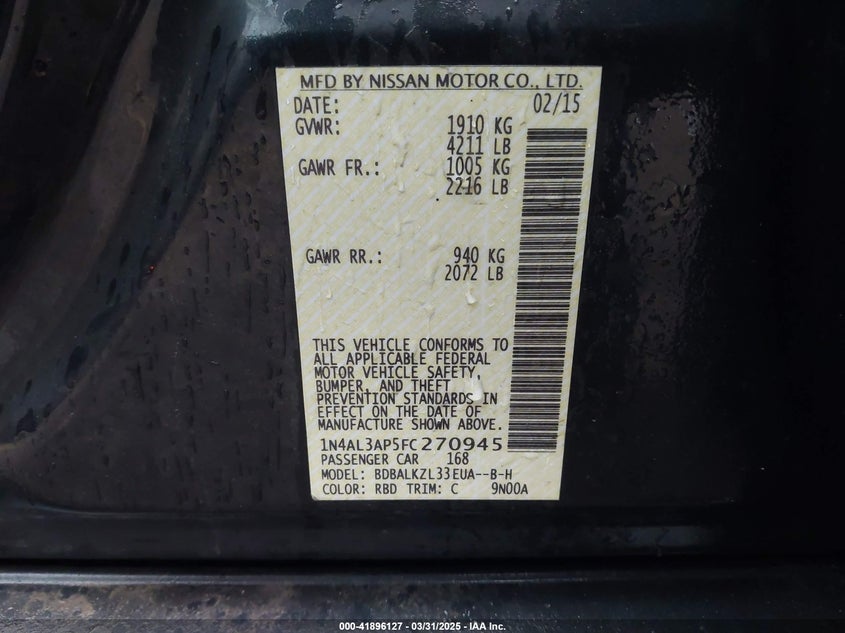 MFD BY NISSAN MOTOR CO., LTD.
DATE: 02/15
GVWR: 1910 KG
4211 LB
GAWR FR.: 1005 KG
2216 LB
GAWR RR.: 940 KG
2072 LB
THIS VEHICLE CONFORMS TO
ALL APPLICABLE FEDERAL
MOTOR VEHICLE SAFETY,
BUMPER, AND THEFT
PREVENTION STANDARDS IN
EFFECT ON THE DATE OF
MANUFACTURE SHOWN ABOVE.
1N4AL3AP5FC270945
PASSENGER CAR 168
MODEL: BDBALKZL33EUA--B-H
COLOR: RBD TRIM: C 9N00A
000-41896127 - 03/31/2025 - IAA Inc.